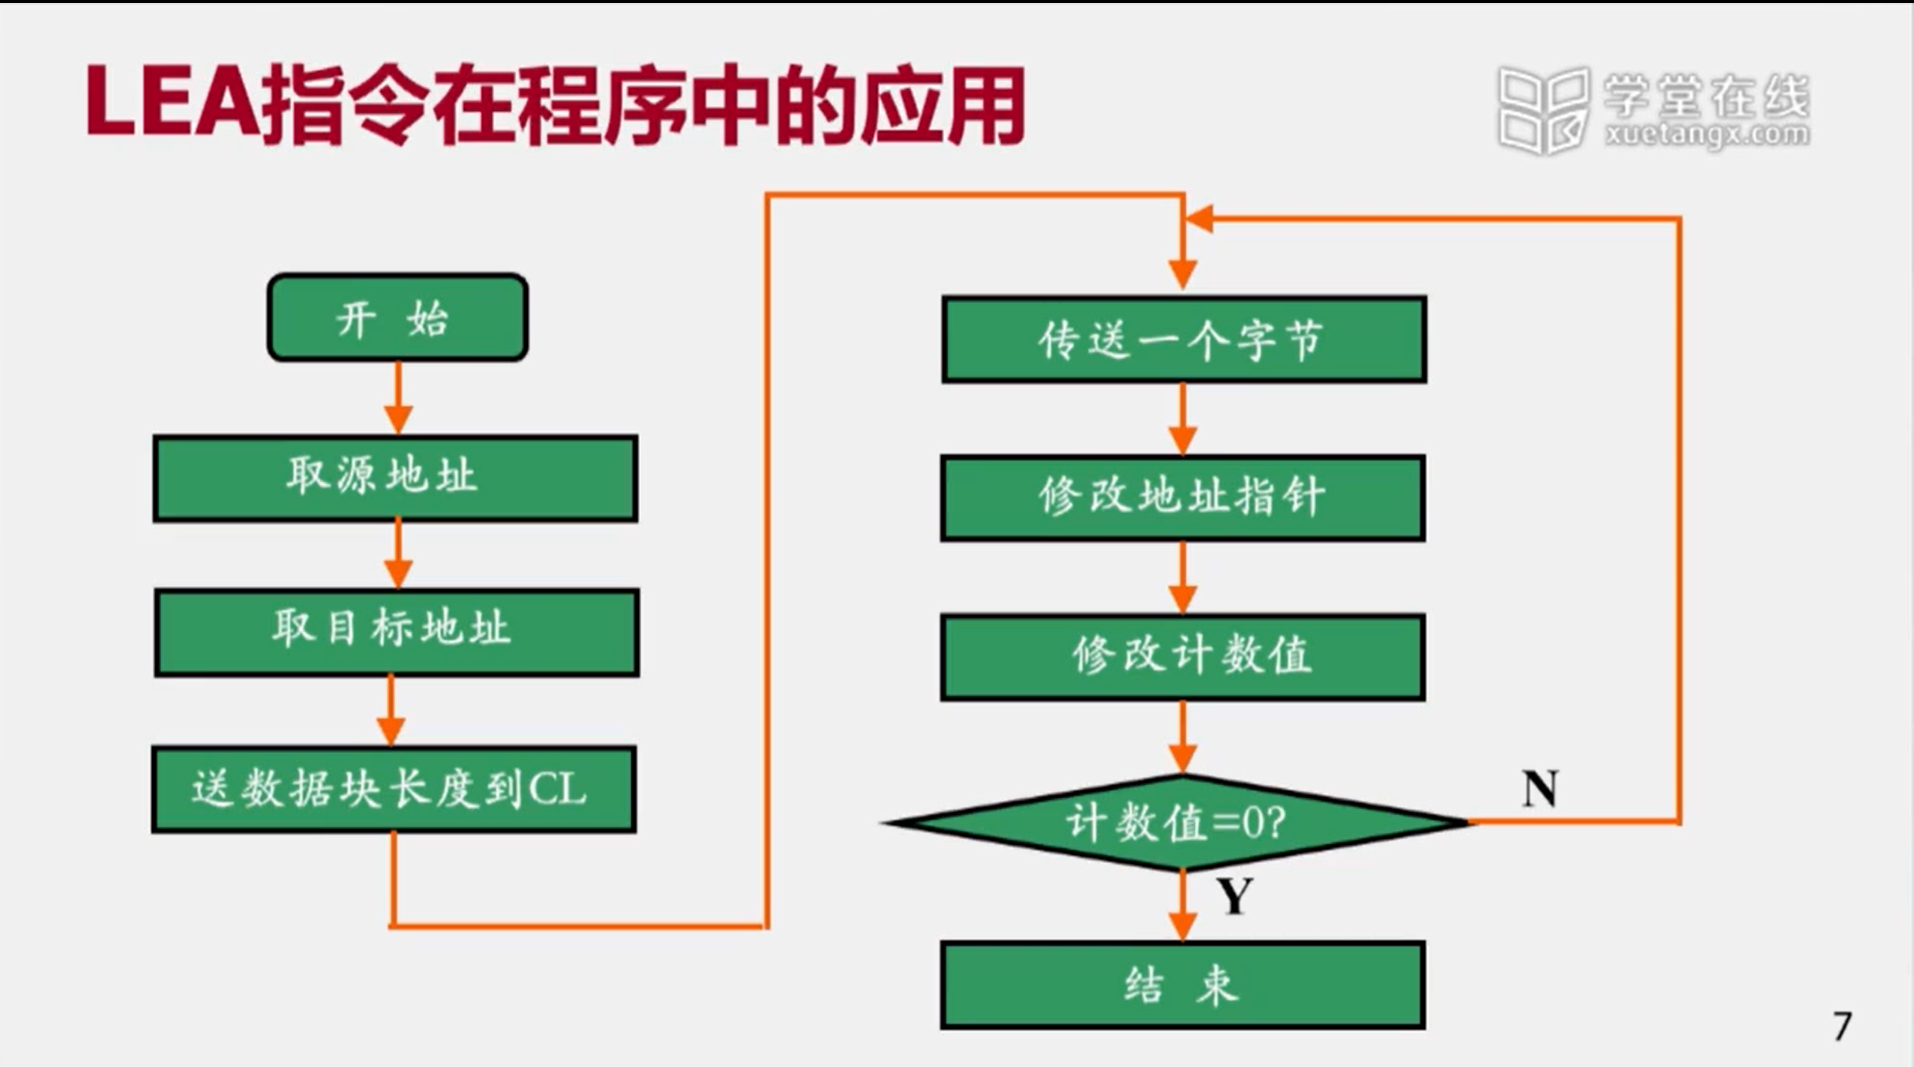 LEA指令在程序中的应用
学堂在线
xuetangx.com
开 始
取源地址
取目标地址
送数据块长度到CL
传送一个字节
修改地址指针
修改计数值
计数值=0?
N
Y
结 束
7